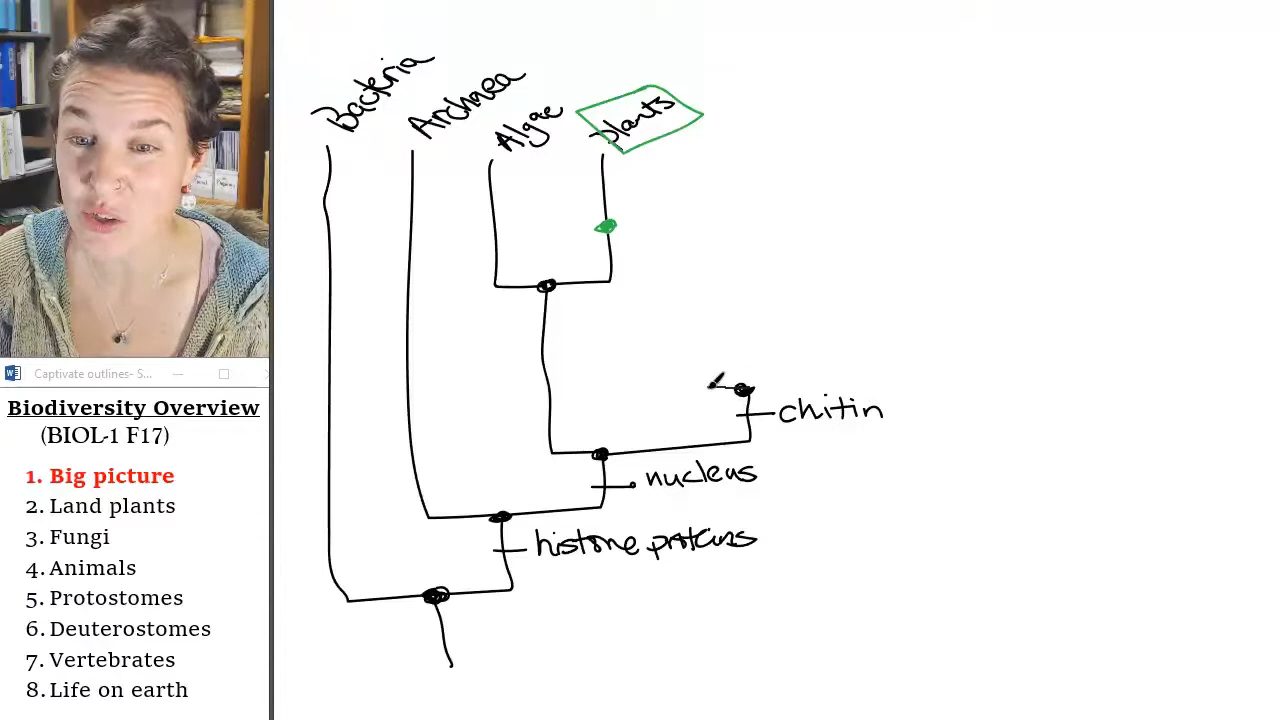 Bacteria
Archaea
Algae
plants
chitin
nucleus
histone proteins
Captivate outlines- S...
Biodiversity Overview
(BIOL-1 F17)
1. Big picture
2. Land plants
3. Fungi
4. Animals
5. Protostomes
6. Deuterostomes
7. Vertebrates
8. Life on earth